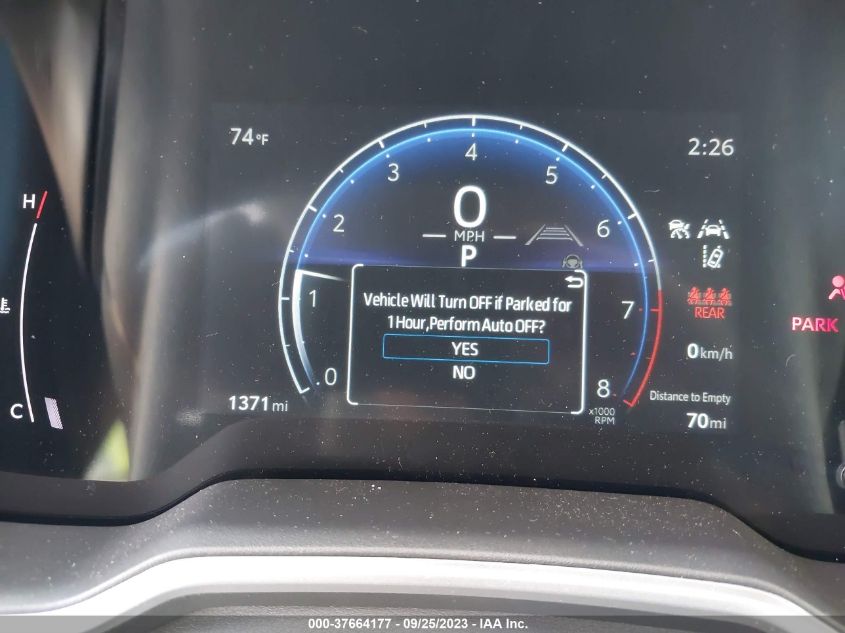 74°F
2:26
H
4
3
5
0
2
6
MPH
P
1
Vehicle Will Turn OFF if Parked for
1 Hour,Perform Auto OFF?
7
REAR
PARK
YES
0km/h
NO
0
8
Distance to Empty
C
1371 mi
x1000
RPM
70mi
000-37664177 - 09/25/2023 - IAA Inc.